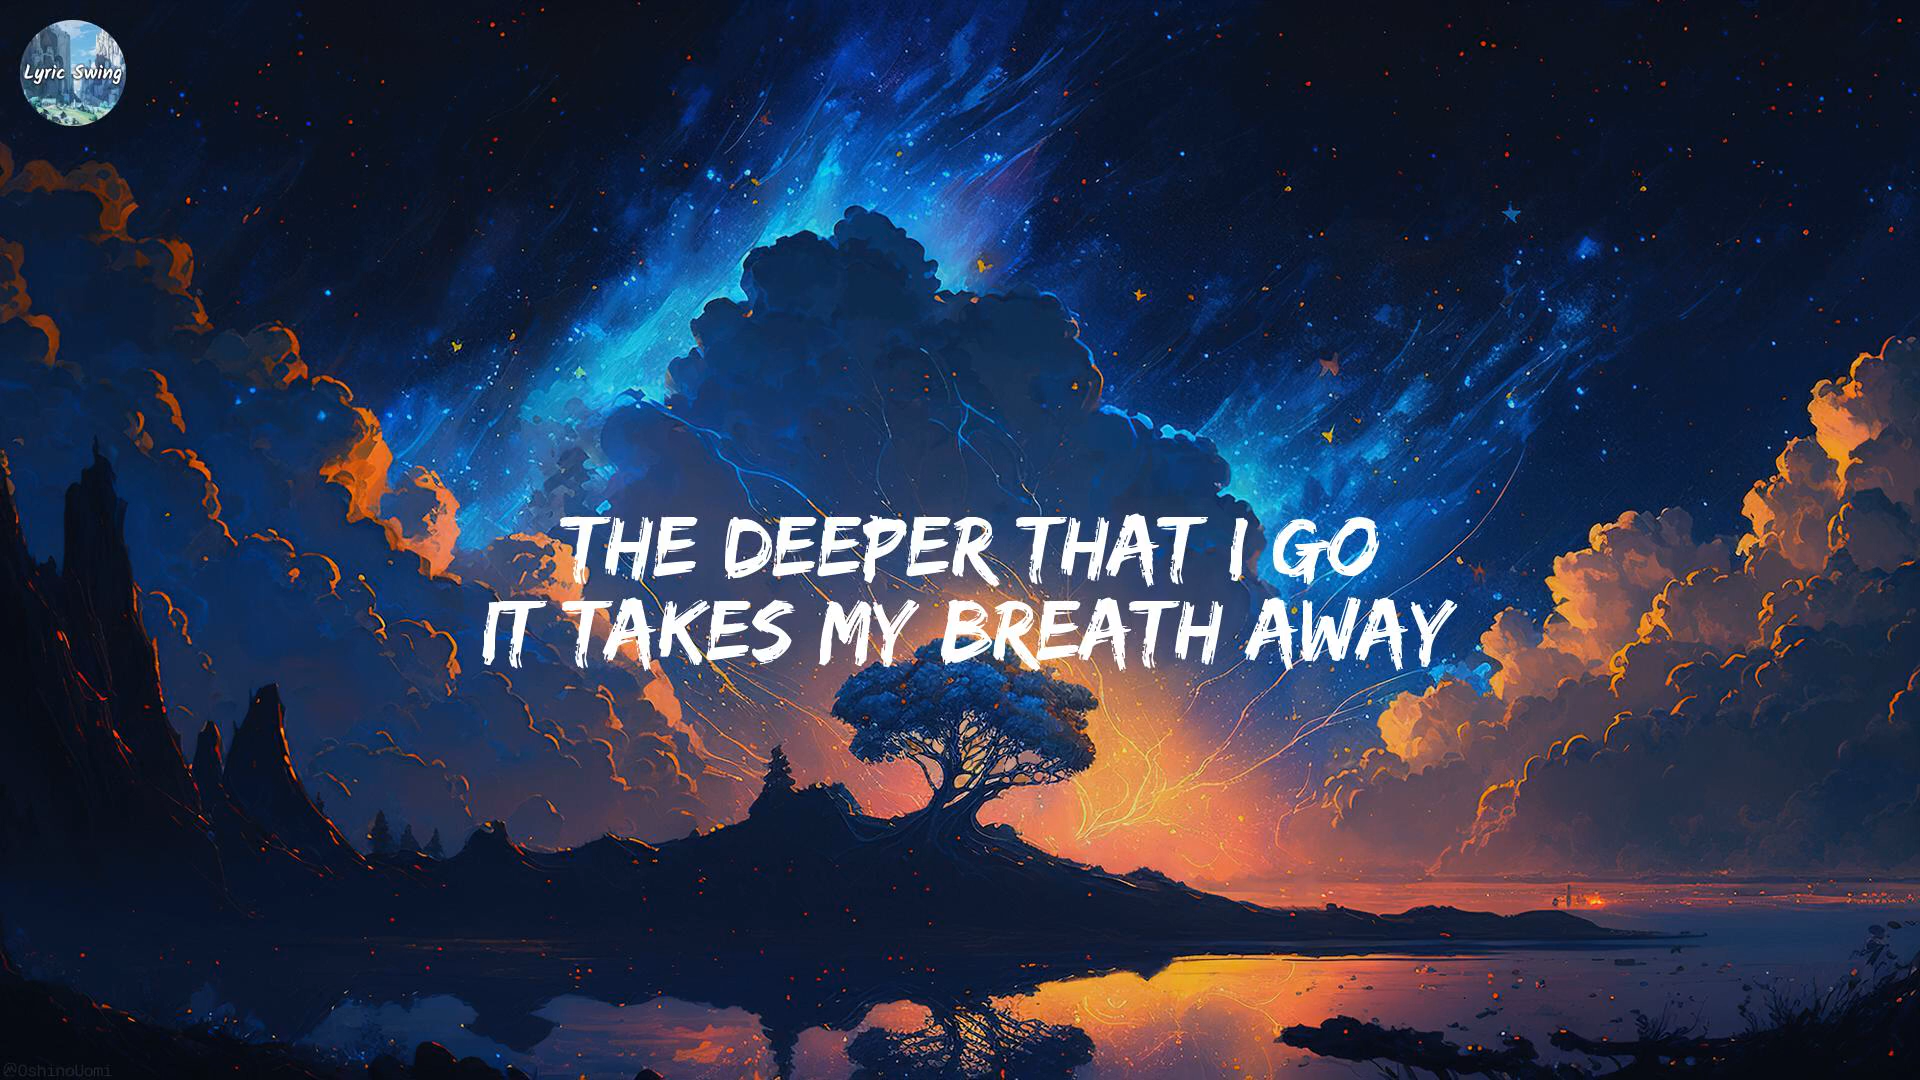 Lyric Swing
THE DEEPER THAT I GO
IT TAKES MY BREATH AWAY
@OshinoUomi